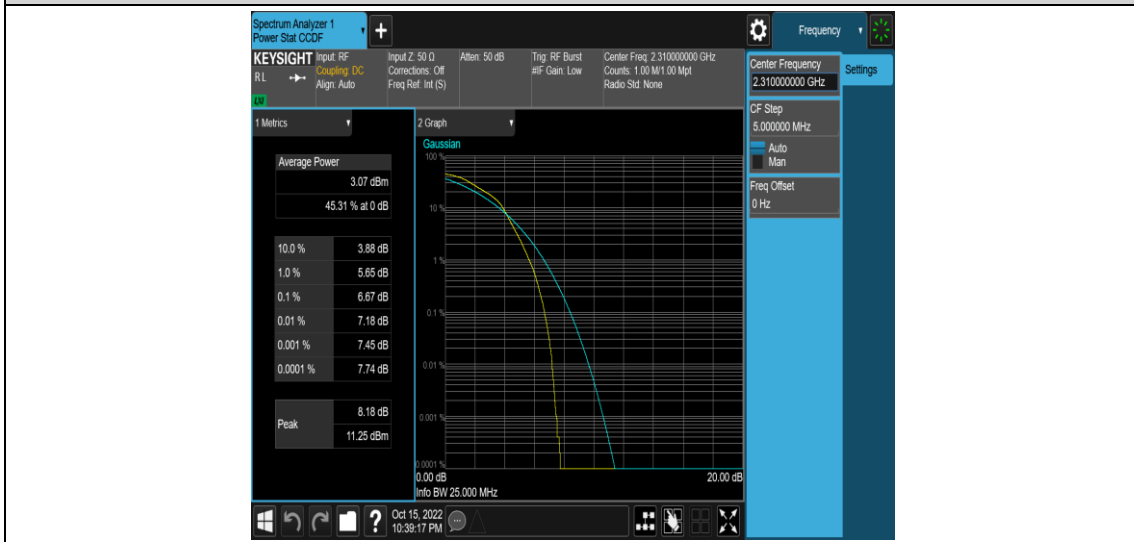 Spectrum Analyzer 1
Power Stat CCDF
+
Frequency
KEYSIGHT
RL
LXI
Input: RF
Coupling: DC
Align: Auto
Input Z: 50 Ω
Corrections: Off
Freq Ref: Int (S)
Atten: 50 dB
Trig: RF Burst
#IF Gain: Low
Center Freq: 2.310000000 GHz
Counts: 1.00 M/1.00 Mpt
Radio Std: None
Center Frequency
2.310000000 GHz
Settings
CF Step
5.000000 MHz
Auto
Man
Freq Offset
0 Hz
1 Metrics
Average Power
3.07 dBm
45.31 % at 0 dB
10.0 % 3.88 dB
1.0 % 5.65 dB
0.1 % 6.67 dB
0.01 % 7.18 dB
0.001 % 7.45 dB
0.0001 % 7.74 dB
Peak 8.18 dB
11.25 dBm
2 Graph
Gaussian
100 %
10 %
1 %
0.1 %
0.01 %
0.001 %
0.0001 %
0.00 dB 20.00 dB
Info BW 25.000 MHz
?
Oct 15, 2022
10:39:17 PM